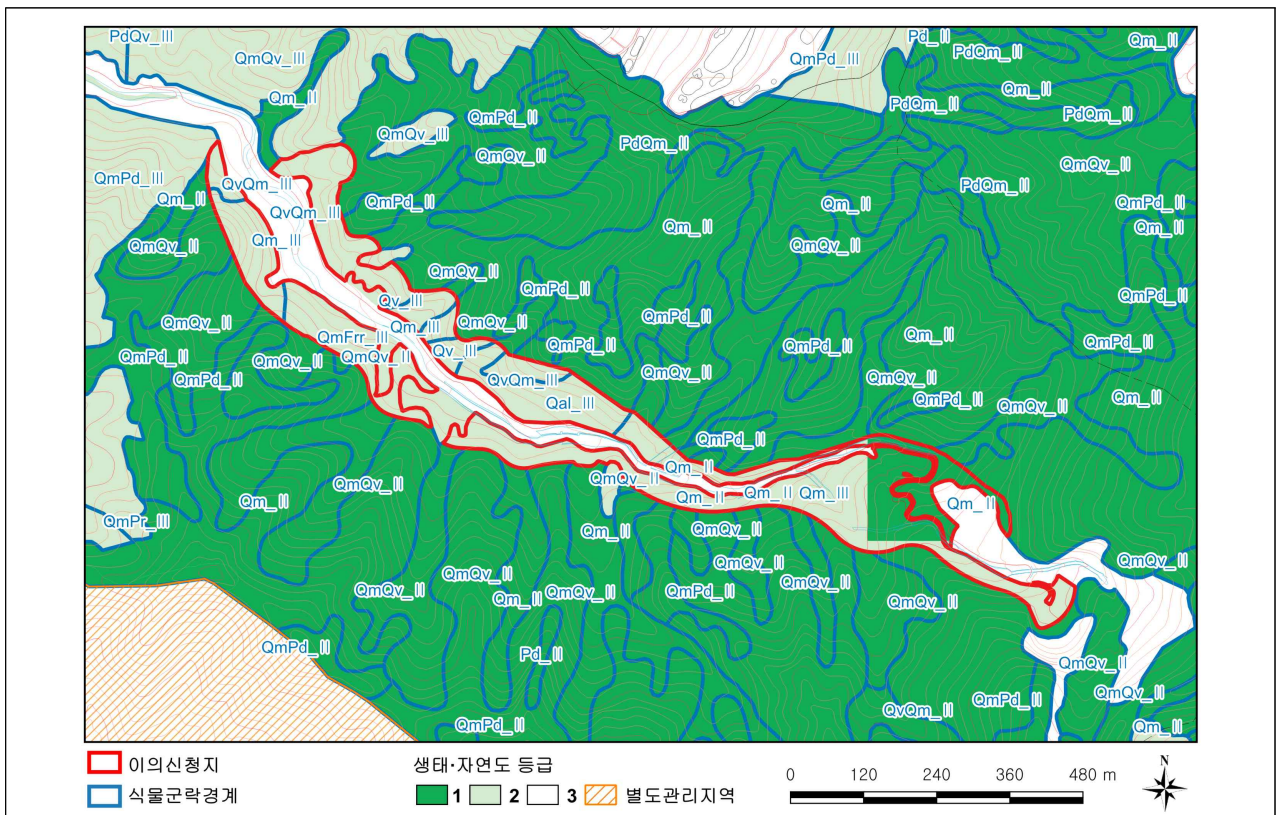 PdQv_III
QmQv_III
Qm_II
QmPd_III
Pd_II
PdQm_II
Qm_II
Qm_II
QmPd_II
QmQv_III
PdQm_II
PdQm_II
PdQm_II
QmQv_II
QmQv_II
QmPd_III
Qm_II
QvQm_III
QmPd_II
PdQm_II
QvQm_III
Qm_II
Qm_II
QmPd_II
Qm_II
QmQv_II
Qm_III
QmQv_II
QmQv_II
QmPd_II
QmPd_II
Qv_III
QmQv_II
QmQv_II
Qm_III
QmPd_II
QmFrr_III
QmPd_II
QmPd_II
Qm_II
QmPd_II
QmPd_II
QmQv_II
QmQv_II
Qv_III
QmPd_II
QvQm_III
QmQv_II
QmQv_II
Qal_III
QmPd_II
QmQv_II
Qm_II
QmPd_II
Qm_II
QmQv_II
QmQv_II
Qm_II
Qm_II
Qm_II
Qm_III
Qm_II
QmPr_III
Qm_II
QmQv_II
QmQv_II
QmQv_II
QmQv_II
QmQv_II
Qm_II
QmQv_II
QmPd_II
QmQv_II
QmQv_II
QmPd_II
Pd_II
QmQv_II
QmPd_II
QmQv_II
QvQm_II
QmPd_II
Qm_II
이의신청지
식물군락경계
생태·자연도 등급
1 2 3 별도관리지역
0 120 240 360 480 m
N